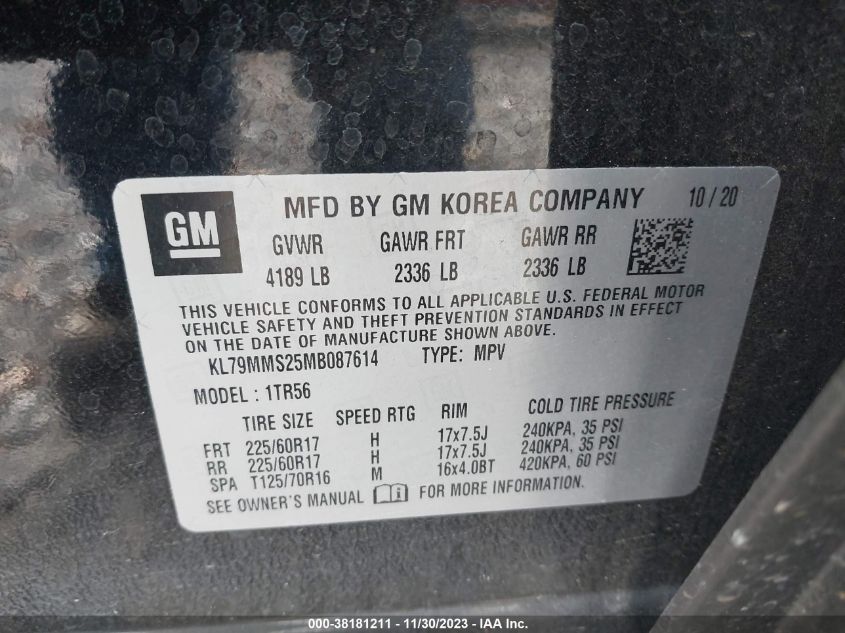 GM
MFD BY GM KOREA COMPANY 10 / 20
GVWR GAWR FRT GAWR RR
4189 LB 2336 LB 2336 LB
THIS VEHICLE CONFORMS TO ALL APPLICABLE U.S. FEDERAL MOTOR
VEHICLE SAFETY AND THEFT PREVENTION STANDARDS IN EFFECT
ON THE DATE OF MANUFACTURE SHOWN ABOVE.
KL79MMS25MB087614 TYPE: MPV
MODEL : 1TR56
TIRE SIZE SPEED RTG RIM COLD TIRE PRESSURE
FRT 225/60R17 H 17x7.5J 240KPA, 35 PSI
RR 225/60R17 H 17x7.5J 240KPA, 35 PSI
SPA T125/70R16 M 16x4.0BT 420KPA, 60 PSI
SEE OWNER'S MANUAL FOR MORE INFORMATION.
000-38181211 - 11/30/2023 - IAA Inc.